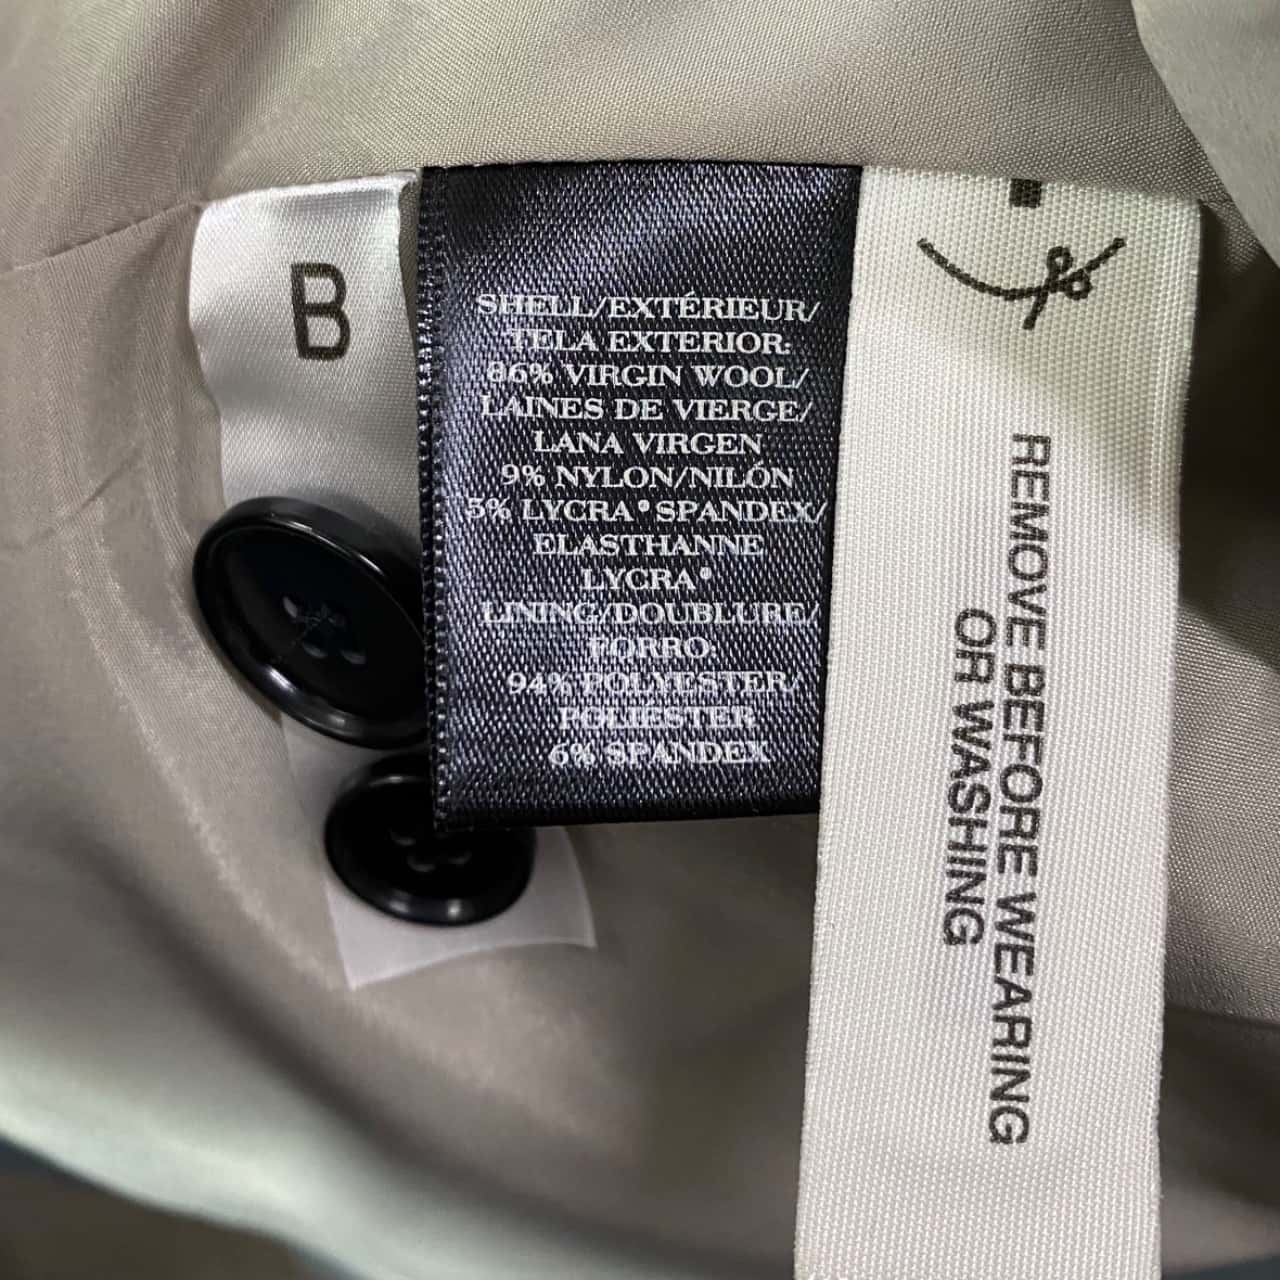 B
SHELL/EXTÉRIEUR/
TELA EXTERIOR:
86% VIRGIN WOOL/
LAINES DE VIERGE/
LANA VIRGEN
9% NYLON/NILÓN
5% LYCRA® SPANDEX/
ELASTHANNE
LYCRA®
LINING/DOUBLURE/
FORRO:
94% POLYESTER/
POLIESTER
6% SPANDEX
REMOVE BEFORE WEARING
OR WASHING